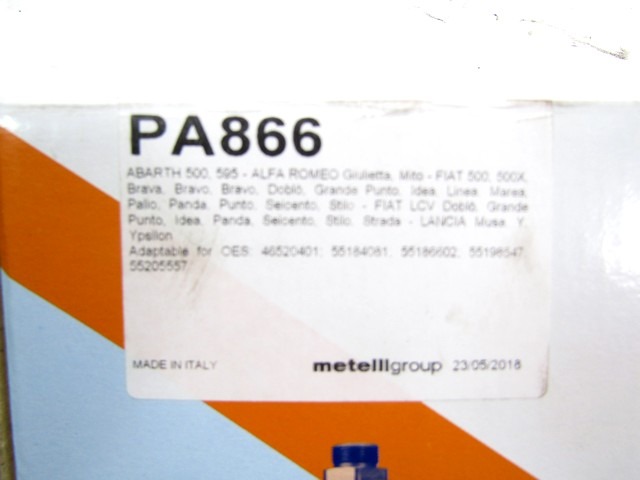 PA866
ABARTH 500, 595 - ALFA ROMEO Giulietta, Mito - FIAT 500, 500X,
Brava, Bravo, Bravo, Doblò, Grande Punto, Idea, Linea, Marea,
Palio, Panda, Punto, Seicento, Stilo - FIAT LCV Doblò, Grande
Punto, Idea, Panda, Seicento, Stilo, Strada - LANCIA Musa, Y,
Ypsilon
Adaptable for OES: 46520401, 55184081, 55186602, 55198547,
55205557
MADE IN ITALY metelligroup 23/05/2018